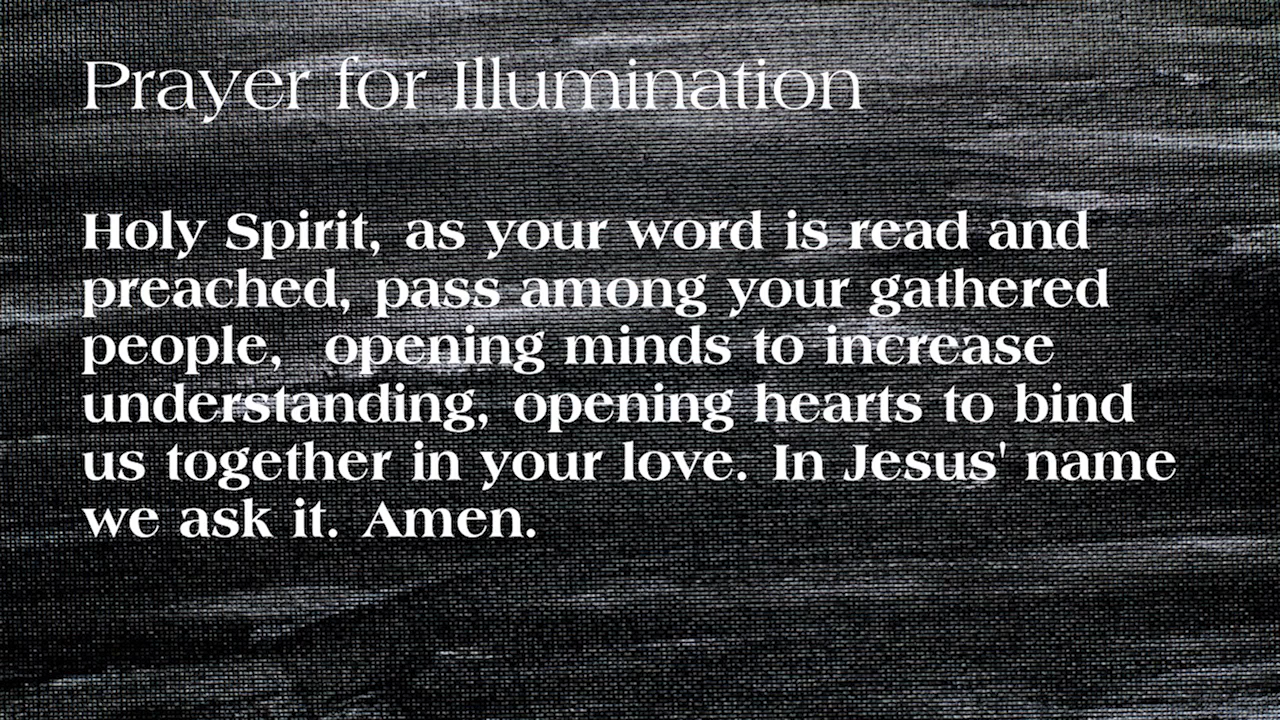 Prayer for Illumination
Holy Spirit, as your word is read and
preached, pass among your gathered
people,  opening minds to increase
understanding, opening hearts to bind
us together in your love. In Jesus' name
we ask it. Amen.